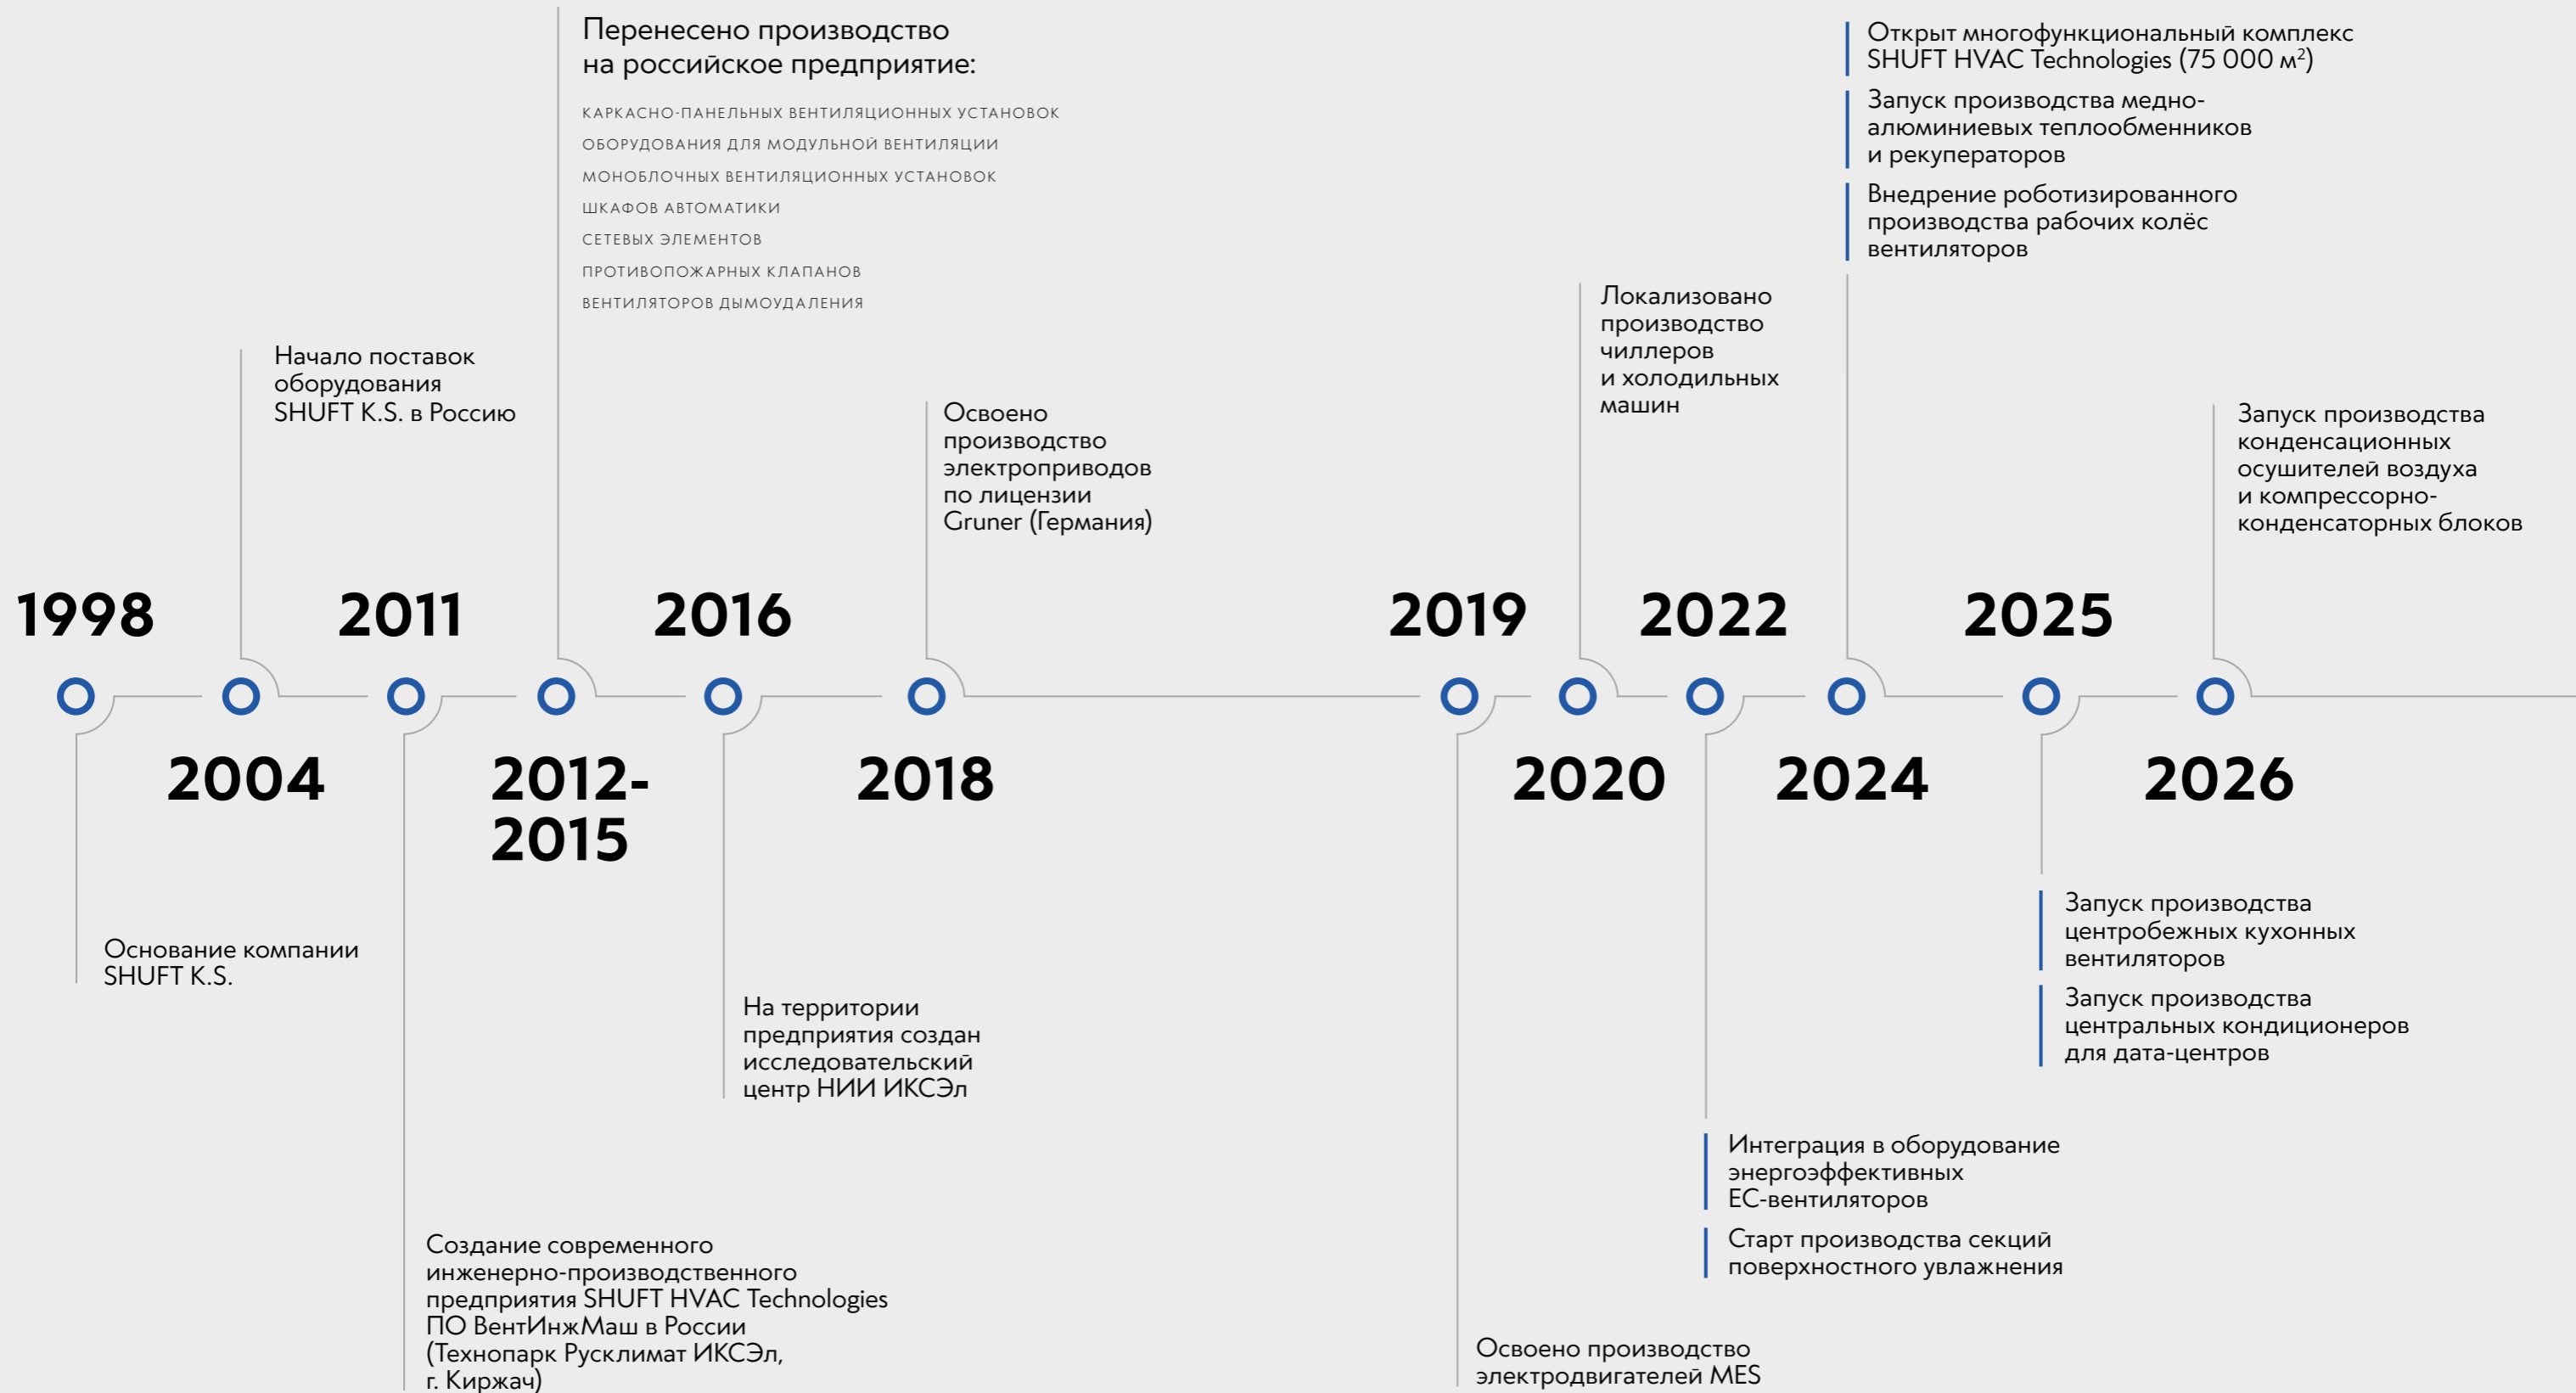 1998
Основание компании
SHUFT K.S.
2004
Начало поставок
оборудования
SHUFT K.S. в Россию
2011
Создание современного
инженерно-производственного
предприятия SHUFT HVAC Technologies
ПО ВентИнжМаш в России
(Технопарк Русклимат ИКСЭл,
г. Киржач)
2012-
2015
Перенесено производство
на российское предприятие:
КАРКАСНО-ПАНЕЛЬНЫХ ВЕНТИЛЯЦИОННЫХ УСТАНОВОК
ОБОРУДОВАНИЯ ДЛЯ МОДУЛЬНОЙ ВЕНТИЛЯЦИИ
МОНОБЛОЧНЫХ ВЕНТИЛЯЦИОННЫХ УСТАНОВОК
ШКАФОВ АВТОМАТИКИ
СЕТЕВЫХ ЭЛЕМЕНТОВ
ПРОТИВОПОЖАРНЫХ КЛАПАНОВ
ВЕНТИЛЯТОРОВ ДЫМОУДАЛЕНИЯ
2016
На территории
предприятия создан
исследовательский
центр НИИ ИКСЭл
2018
Освоено
производство
электроприводов
по лицензии
Gruner (Германия)
2019
Освоено производство
электродвигателей MES
2020
Локализовано
производство
чиллеров
и холодильных
машин
2022
Интеграция в оборудование
энергоэффективных
ЕС-вентиляторов
Старт производства секций
поверхностного увлажнения
2024
Открыт многофункциональный комплекс
SHUFT HVAC Technologies (75 000 м²)
Запуск производства медно-
алюминиевых теплообменников
и рекуператоров
Внедрение роботизированного
производства рабочих колёс
вентиляторов
2025
Запуск производства
центробежных кухонных
вентиляторов
Запуск производства
центральных кондиционеров
для дата-центров
2026
Запуск производства
конденсационных
осушителей воздуха
и компрессорно-
конденсаторных блоков